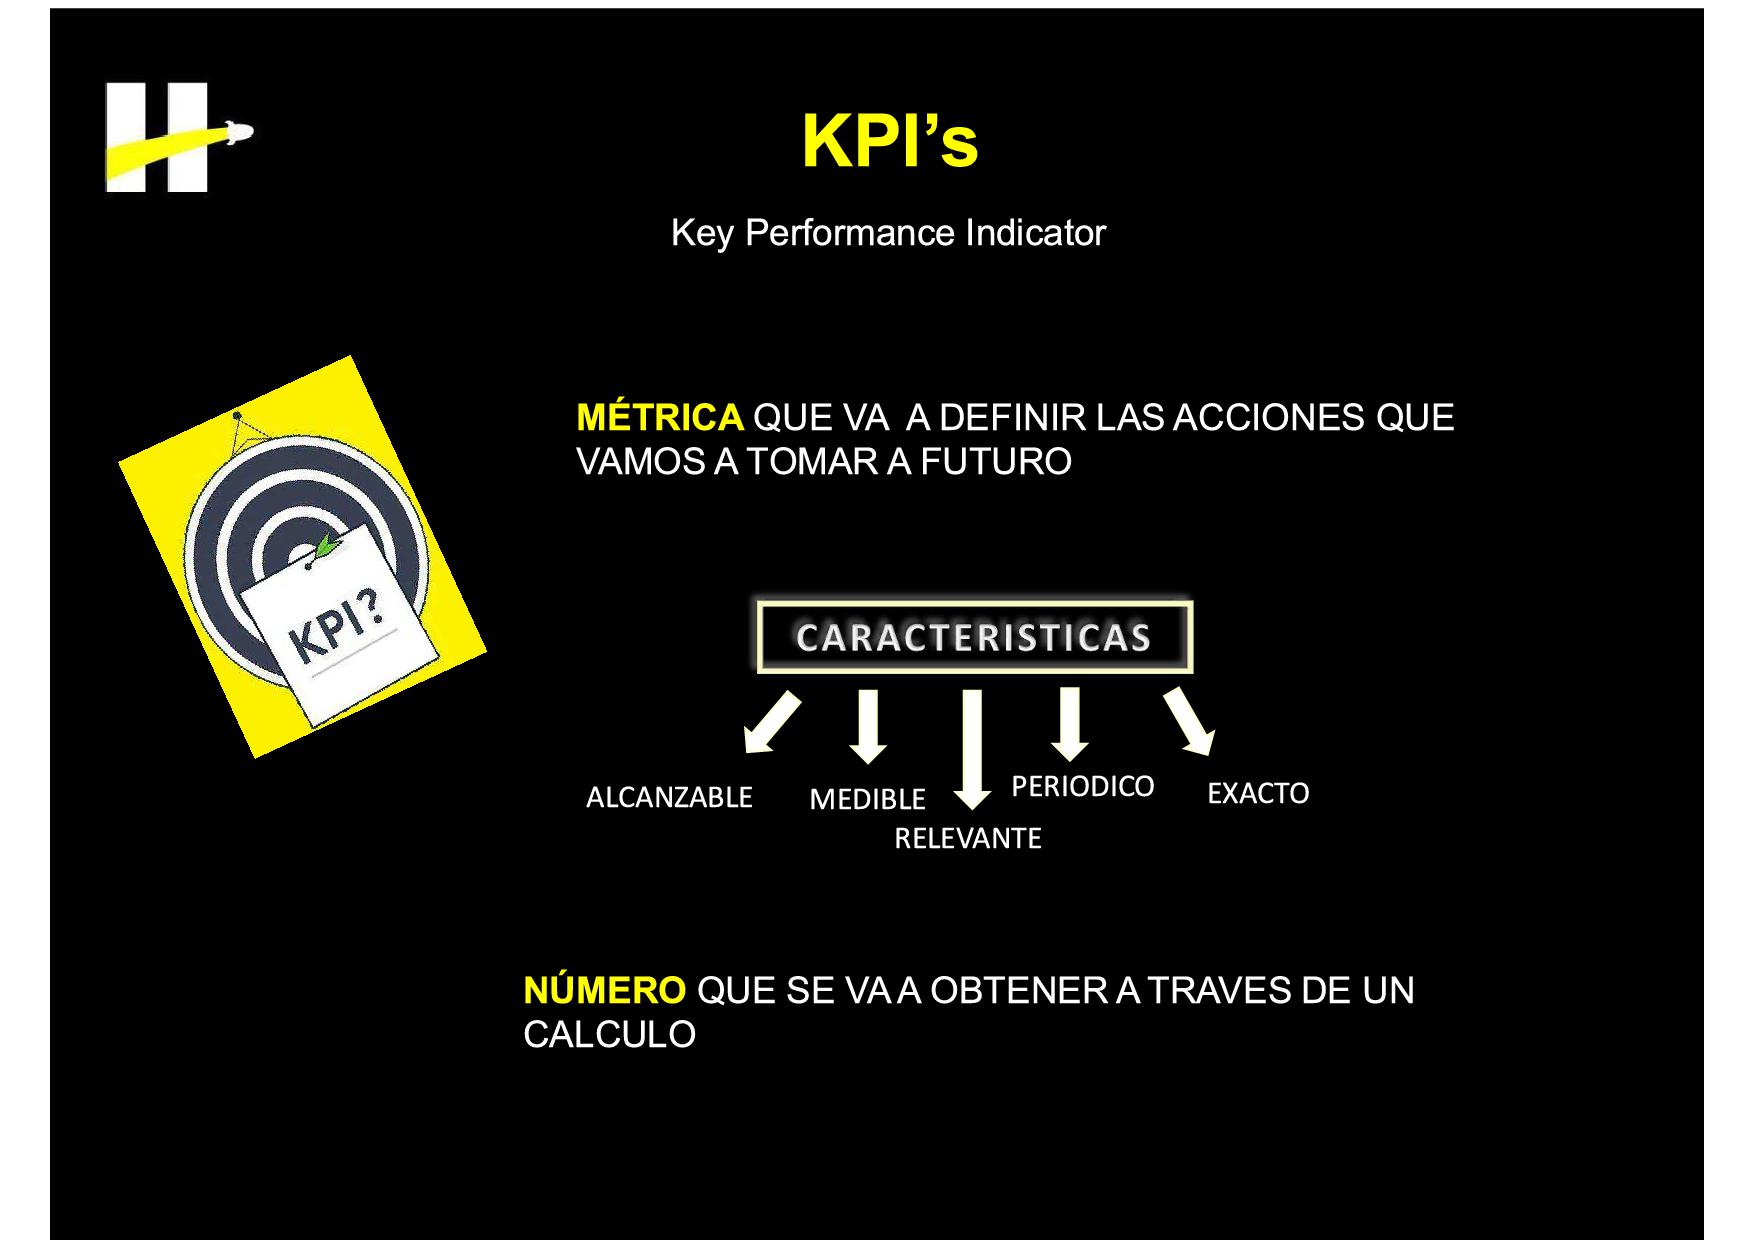 KPI’s
Key Performance Indicator
MÉTRICA QUE VA A DEFINIR LAS ACCIONES QUE
VAMOS A TOMAR A FUTURO
KPI?
CARACTERISTICAS
ALCANZABLE
MEDIBLE
RELEVANTE
PERIODICO
EXACTO
NÚMERO QUE SE VA A OBTENER A TRAVES DE UN
CALCULO